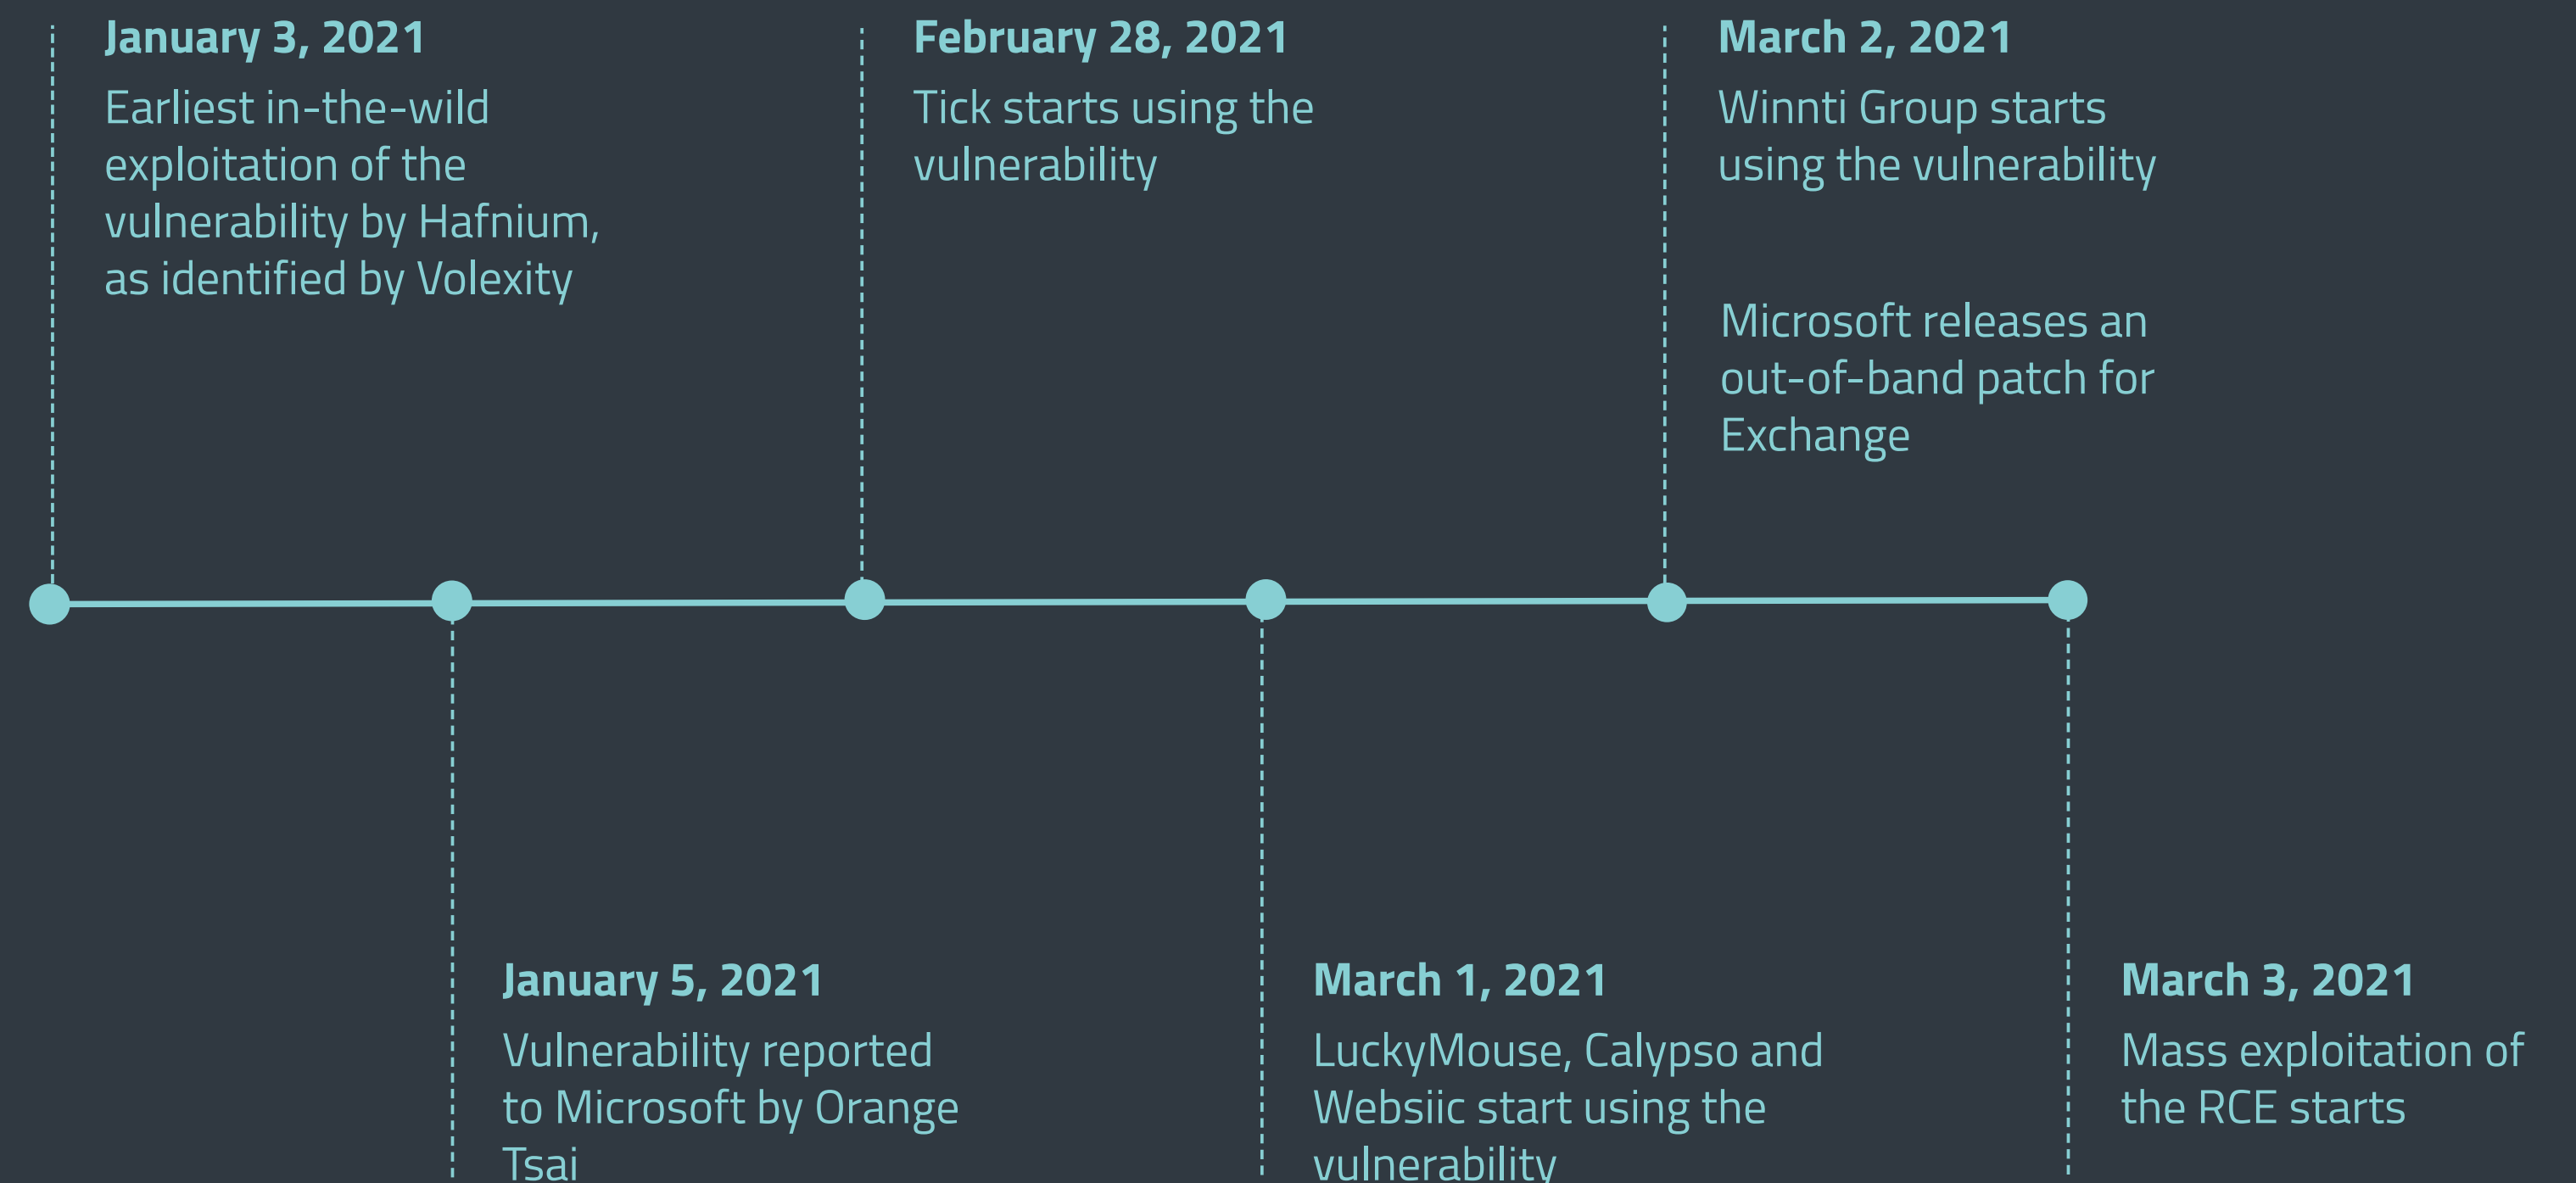 January 3, 2021
Earliest in-the-wild
exploitation of the
vulnerability by Hafnium,
as identified by Volexity
February 28, 2021
Tick starts using the
vulnerability
March 2, 2021
Winnti Group starts
using the vulnerability
Microsoft releases an
out-of-band patch for
Exchange
January 5, 2021
Vulnerability reported
to Microsoft by Orange
Tsai
March 1, 2021
LuckyMouse, Calypso and
Websiic start using the
vulnerability
March 3, 2021
Mass exploitation of
the RCE starts